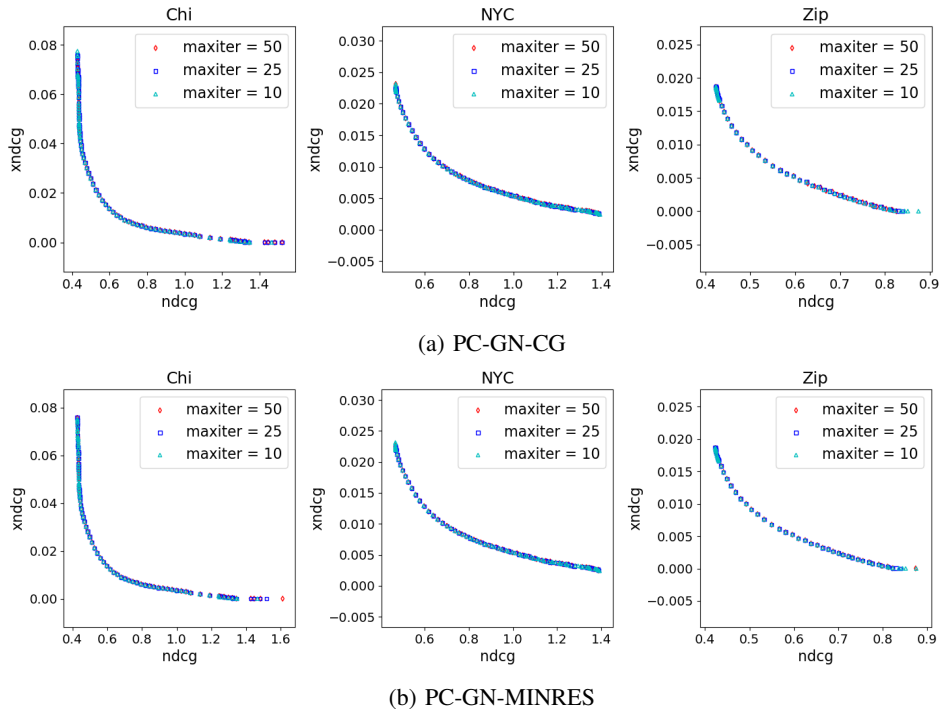 Chi
NYC
Zip
0.08
0.06
0.04
0.02
0.00
xndcg
maxiter = 50
maxiter = 25
maxiter = 10
0.4 0.6 0.8 1.0 1.2 1.4
ndcg
0.030
0.025
0.020
0.015
0.010
0.005
0.000
−0.005
xndcg
maxiter = 50
maxiter = 25
maxiter = 10
0.4 0.6 0.8 1.0 1.2 1.4
ndcg
0.025
0.020
0.015
0.010
0.005
0.000
−0.005
xndcg
maxiter = 50
maxiter = 25
maxiter = 10
0.4 0.5 0.6 0.7 0.8 0.9
ndcg
(a) PC-GN-CG
Chi
NYC
Zip
0.08
0.06
0.04
0.02
0.00
xndcg
maxiter = 50
maxiter = 25
maxiter = 10
0.4 0.6 0.8 1.0 1.2 1.4 1.6
ndcg
0.030
0.025
0.020
0.015
0.010
0.005
0.000
−0.005
xndcg
maxiter = 50
maxiter = 25
maxiter = 10
0.4 0.6 0.8 1.0 1.2 1.4
ndcg
0.025
0.020
0.015
0.010
0.005
0.000
−0.005
xndcg
maxiter = 50
maxiter = 25
maxiter = 10
0.4 0.5 0.6 0.7 0.8 0.9
ndcg
(b) PC-GN-MINRES